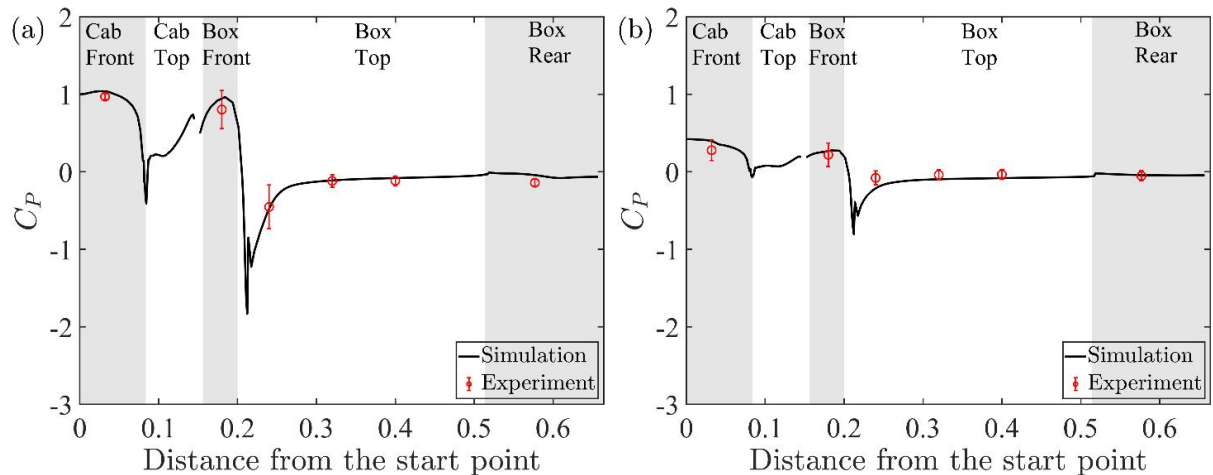 (a)
Cab Front
Cab Top
Box Front
Box Top
Box Rear
2
1
0
-1
-2
-3
C_P
Simulation
Experiment
0 0.1 0.2 0.3 0.4 0.5 0.6
Distance from the start point
(b)
Cab Front
Cab Top
Box Front
Box Top
Box Rear
2
1
0
-1
-2
-3
C_P
Simulation
Experiment
0 0.1 0.2 0.3 0.4 0.5 0.6
Distance from the start point